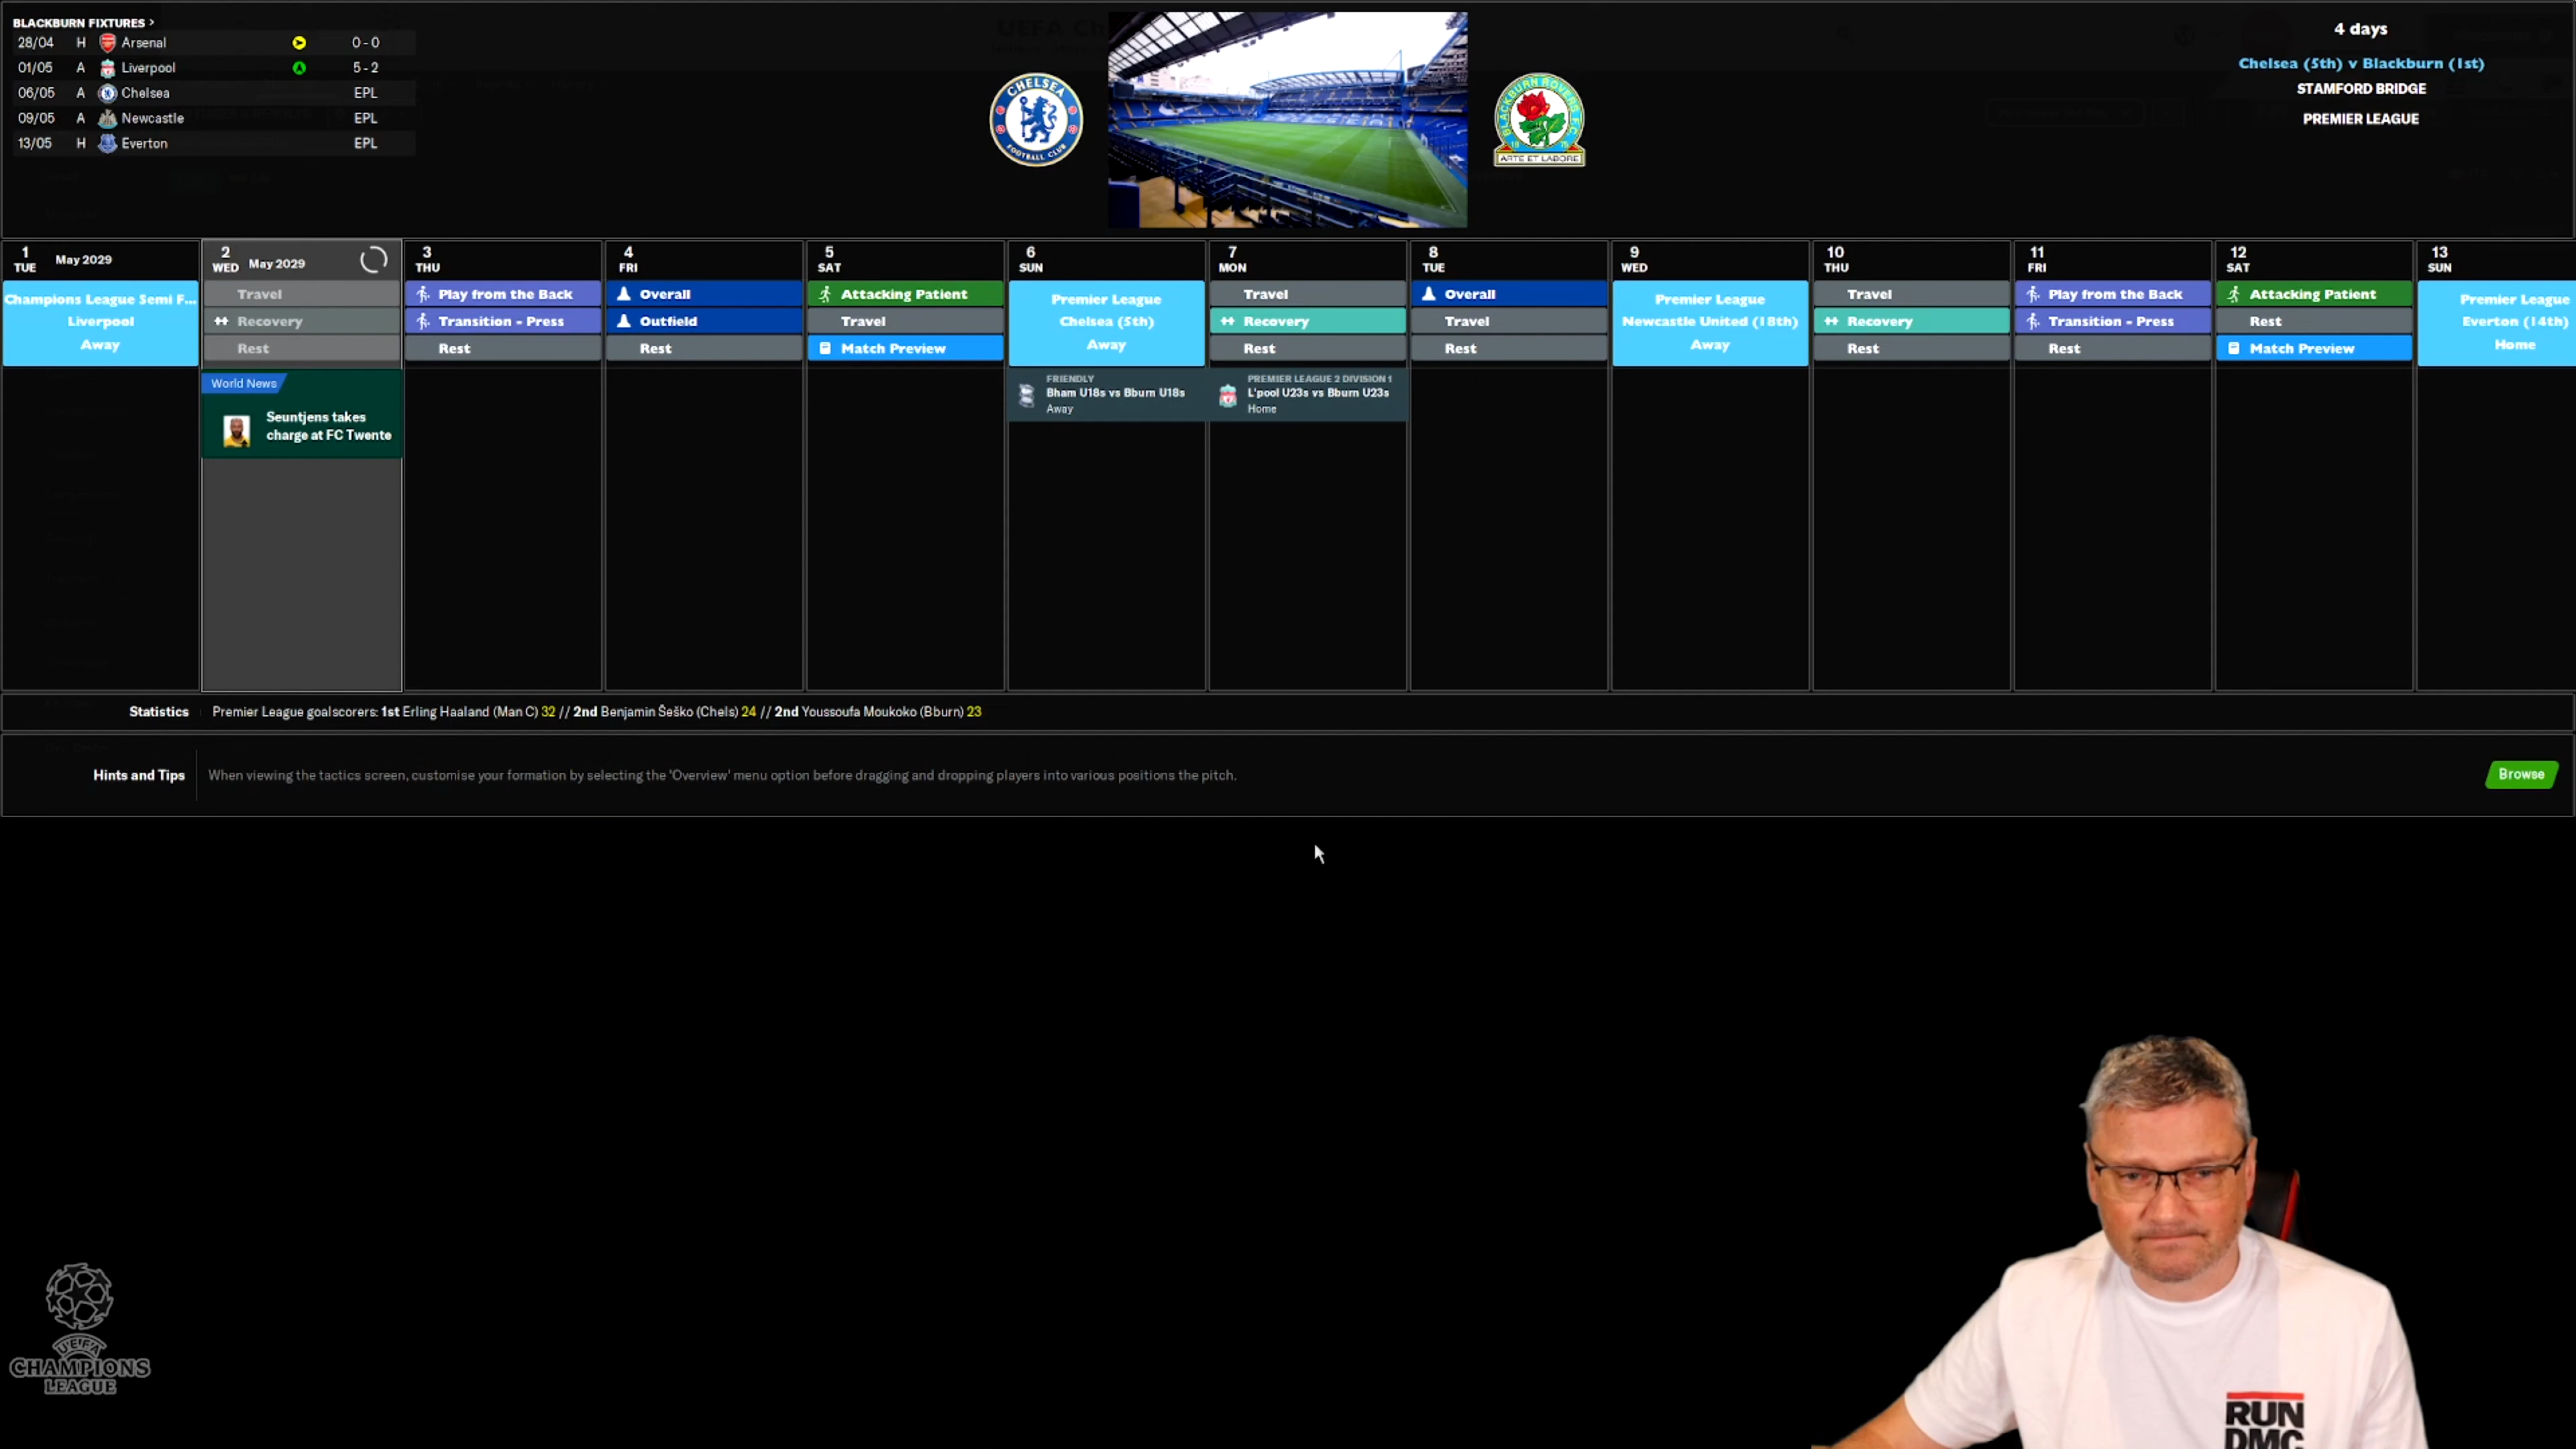 BLACKBURN FIXTURES >
28/04 H Arsenal 0 - 0
01/05 A Liverpool 5 - 2
06/05 A Chelsea EPL
09/05 A Newcastle EPL
13/05 H Everton EPL
CHELSEA
FOOTBALL CLUB
BLACKBURN ROVERS F.C.
18 75
ARTE ET LABORE
4 days
Chelsea (5th) v Blackburn (1st)
STAMFORD BRIDGE
PREMIER LEAGUE
1 TUE May 2029
Champions League Semi F...
Liverpool
Away
2 WED May 2029
Travel
Recovery
Rest
World News
Seuntjens takes
charge at FC Twente
3 THU
Play from the Back
Transition - Press
Rest
4 FRI
Overall
Outfield
Rest
5 SAT
Attacking Patient
Travel
Match Preview
6 SUN
Premier League
Chelsea (5th)
Away
FRIENDLY
Bham U18s vs Bburn U18s
Away
7 MON
Travel
Recovery
Rest
PREMIER LEAGUE 2 DIVISION 1
L'pool U23s vs Bburn U23s
Home
8 TUE
Overall
Travel
Rest
9 WED
Premier League
Newcastle United (18th)
Away
10 THU
Travel
Recovery
Rest
11 FRI
Play from the Back
Transition - Press
Rest
12 SAT
Attacking Patient
Rest
Match Preview
13 SUN
Premier League
Everton (14th)
Home
Statistics Premier League goalscorers: 1st Erling Haaland (Man C) 32 // 2nd Benjamin Šeško (Chels) 24 // 2nd Youssoufa Moukoko (Bburn) 23
Hints and Tips When viewing the tactics screen, customise your formation by selecting the 'Overview' menu option before dragging and dropping players into various positions the pitch.
Browse
UEFA
CHAMPIONS
LEAGUE
RUN
DMC